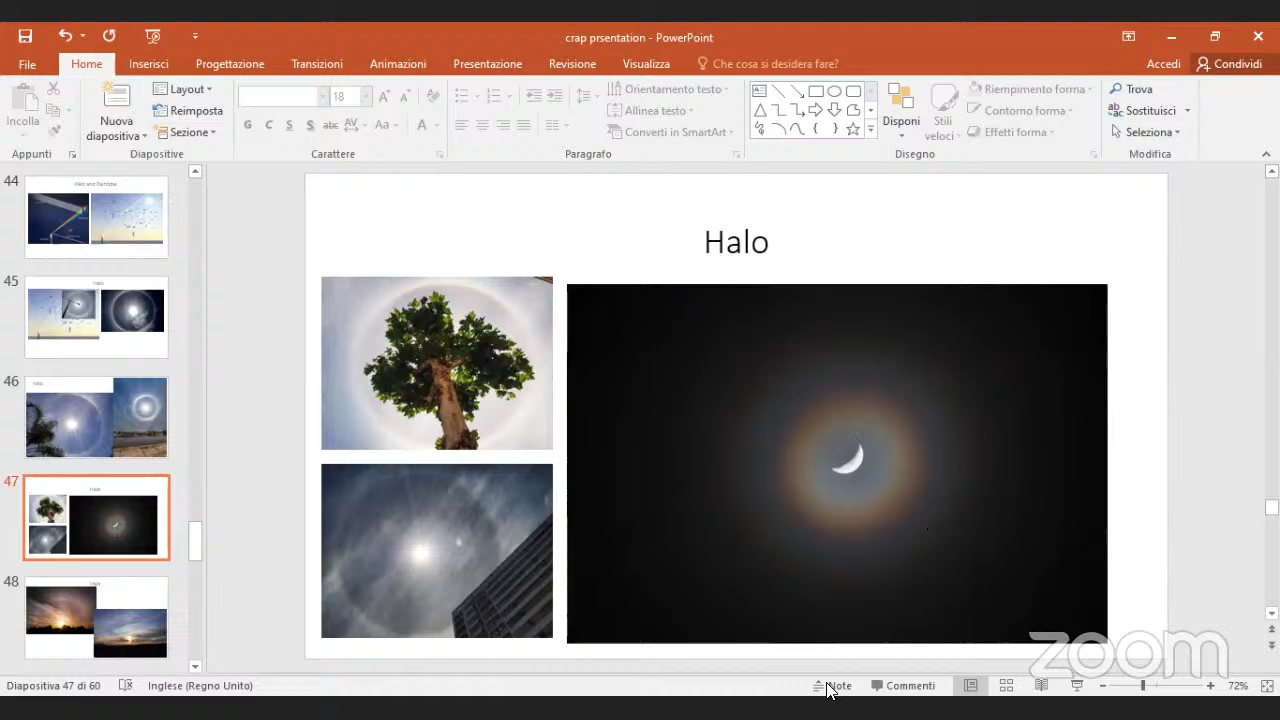 crap prsentation - PowerPoint
File
Home
Inserisci
Progettazione
Transizioni
Animazioni
Presentazione
Revisione
Visualizza
Che cosa si desidera fare?
Accedi
Condividi
Incolla
Appunti
Nuova
diapositiva
Layout
Reimposta
Sezione
Diapositive
18
G C S S abc AV Aa A
Carattere
Orientamento testo
Allinea testo
Converti in SmartArt
Paragrafo
Disegno
Disponi
Stili
veloci
Riempimento forma
Contorno forma
Effetti forma
Trova
Sostituisci
Seleziona
Modifica
44
Halo and Rainbow
45
Halo
46
Halo
47
Halo
48
Halo
Halo
zoom
Diapositiva 47 di 60
Inglese (Regno Unito)
Note
Commenti
72%